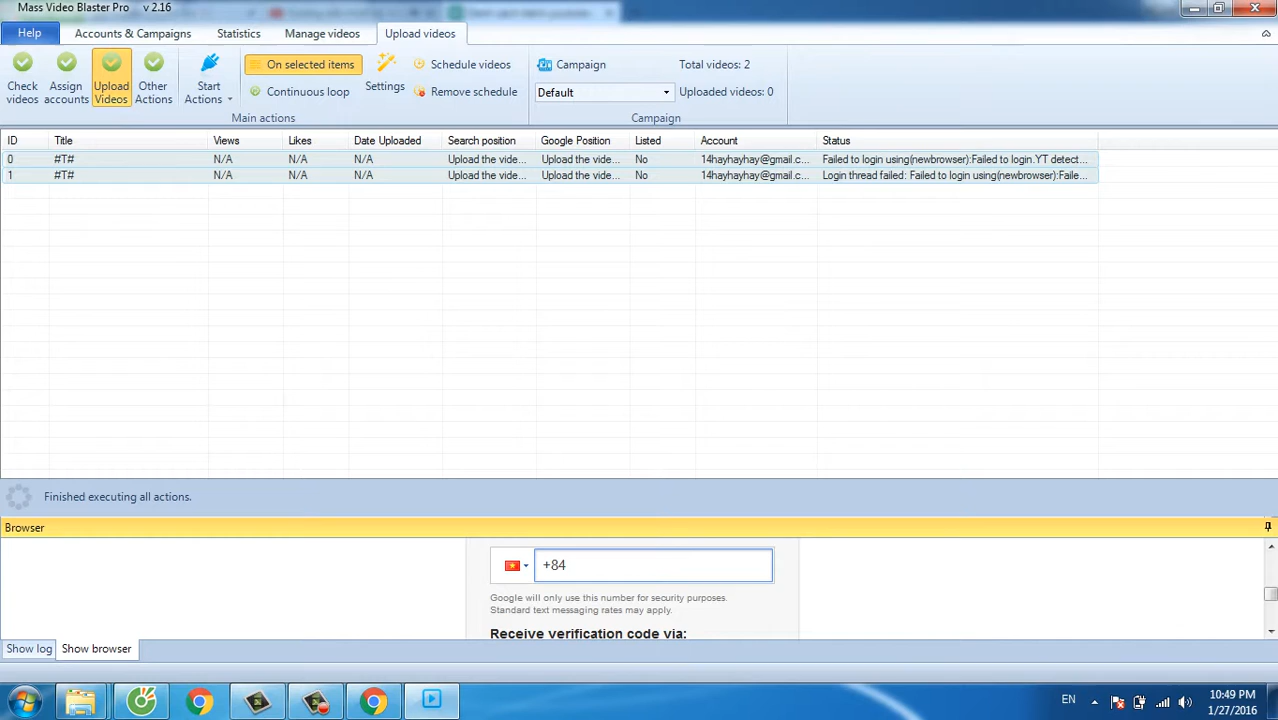 Mass Video Blaster Pro v 2.16
Help Accounts & Campaigns Statistics Manage videos Upload videos
Check videos
Assign accounts
Upload Videos
Other Actions
Start Actions
On selected items
Continuous loop
Settings
Schedule videos
Remove schedule
Main actions
Campaign
Default
Total videos: 2
Uploaded videos: 0
Campaign
ID Title Views Likes Date Uploaded Search position Google Position Listed Account Status
0 #T# N/A N/A N/A Upload the vide... Upload the vide... No 14hayhayhay@gmail.c... Failed to login using(newbrowser):Failed to login.YT detect...
1 #T# N/A N/A N/A Upload the vide... Upload the vide... No 14hayhayhay@gmail.c... Login thread failed: Failed to login using(newbrowser):Faile...
Finished executing all actions.
Browser
+84
Google will only use this number for security purposes.
Standard text messaging rates may apply.
Receive verification code via:
Show log Show browser
EN
10:49 PM
1/27/2016